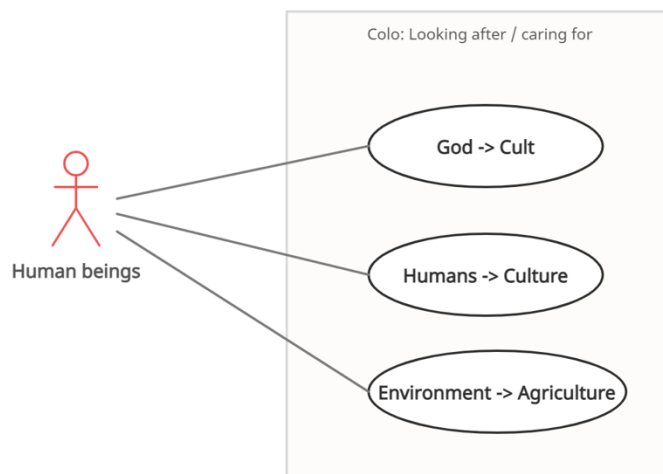 Colo: Looking after / caring for
God -> Cult
Human beings
Humans -> Culture
Environment -> Agriculture